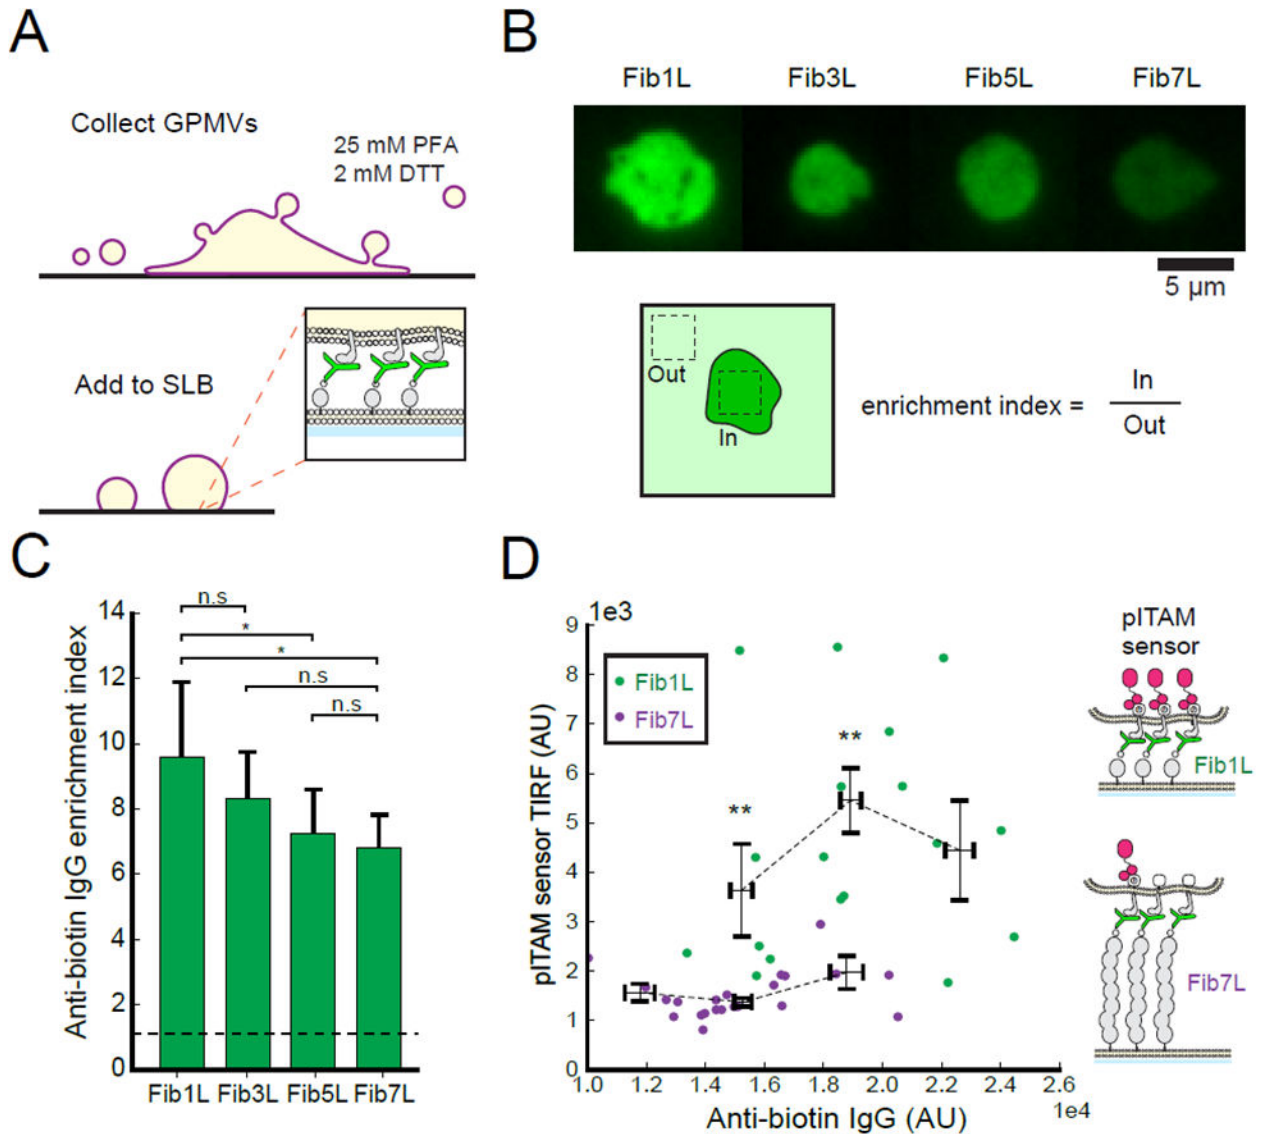 A
Collect GPMVs
25 mM PFA
2 mM DTT
Add to SLB
B
Fib1L Fib3L Fib5L Fib7L
5 µm
Out
In
enrichment index = In
Out
C
Anti-biotin IgG enrichment index
14
12
10
8
6
4
2
0
n.s
*
*
n.s
n.s
Fib1L Fib3L Fib5L Fib7L
D
1e3
pITAM sensor TIRF (AU)
9
8
7
6
5
4
3
2
1
0
Fib1L
Fib7L
**
**
1.0 1.2 1.4 1.6 1.8 2.0 2.2 2.4 2.6
1e4
Anti-biotin IgG (AU)
pITAM
sensor
Fib1L
Fib7L